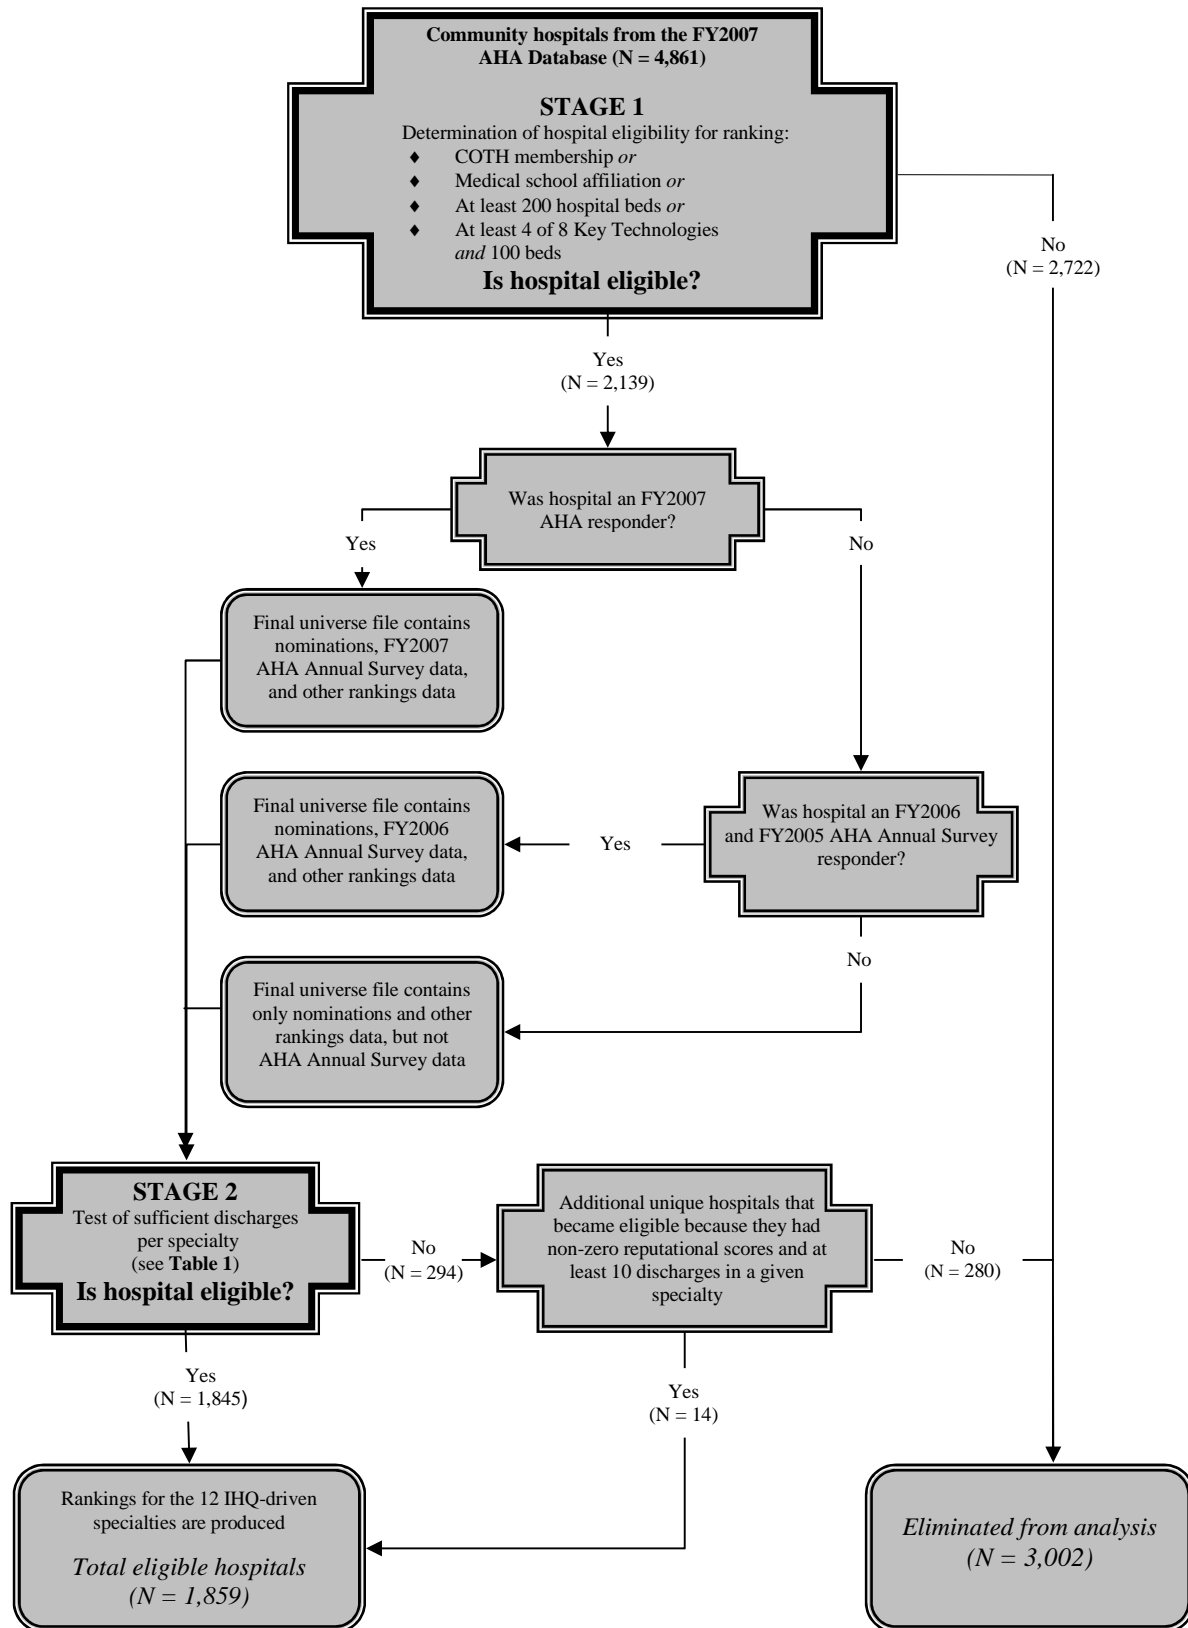 Community hospitals from the FY2007
AHA Database (N = 4,861)
STAGE 1
Determination of hospital eligibility for ranking:
♦ COTH membership or
♦ Medical school affiliation or
♦ At least 200 hospital beds or
♦ At least 4 of 8 Key Technologies
and 100 beds
Is hospital eligible?
No
(N = 2,722)
Yes
(N = 2,139)
Was hospital an FY2007
AHA responder?
Yes
No
Final universe file contains
nominations, FY2007
AHA Annual Survey data,
and other rankings data
Final universe file contains
nominations, FY2006
AHA Annual Survey data,
and other rankings data
Yes
Was hospital an FY2006
and FY2005 AHA Annual Survey
responder?
No
Final universe file contains
only nominations and other
rankings data, but not
AHA Annual Survey data
STAGE 2
Test of sufficient discharges
per specialty
(see Table 1)
Is hospital eligible?
No
(N = 294)
Additional unique hospitals that
became eligible because they had
non-zero reputational scores and at
least 10 discharges in a given
specialty
No
(N = 280)
Yes
(N = 1,845)
Yes
(N = 14)
Rankings for the 12 IHQ-driven
specialties are produced
Total eligible hospitals
(N = 1,859)
Eliminated from analysis
(N = 3,002)